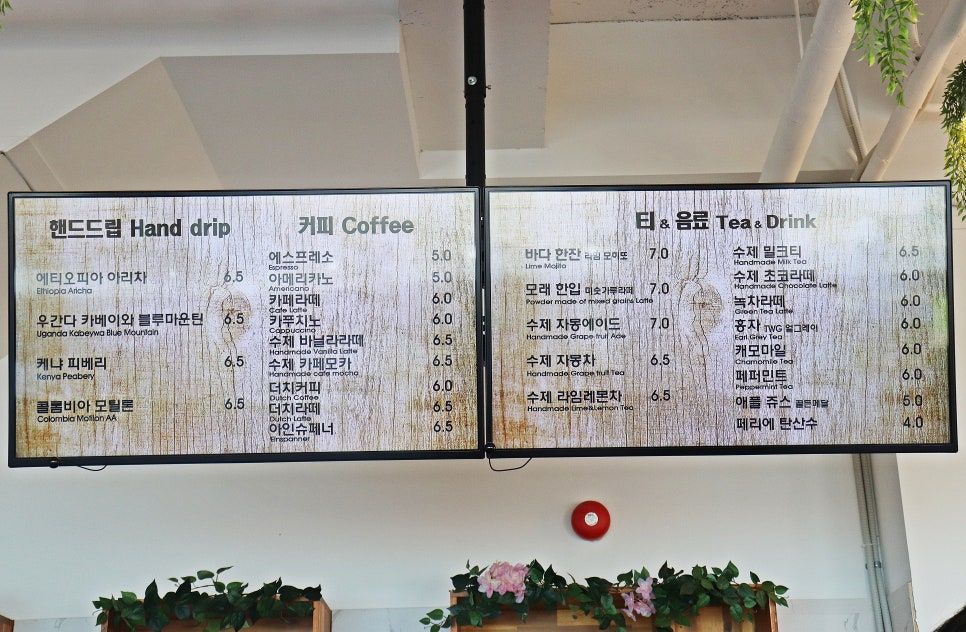 핸드드립 Hand drip
에티오피아 아리차 6.5
Ethiopia Aricha
우간다 카베이와 블루마운틴 6.5
Uganda Kabeywa Blue Mountain
케냐 피베리 6.5
Kenya Peabery
콜롬비아 모틸론 6.5
Colombia Motilon AA
커피 Coffee
에스프레소 5.0
Espresso
아메리카노 5.0
Americano
카페라떼 6.0
Cafe Latte
카푸치노 6.0
Cappuccino
수제 바닐라라떼 6.5
Handmade Vanilla Latte
수제 카페모카 6.5
Handmade cafe mocha
더치커피 6.0
Dutch Coffee
더치라떼 6.5
Dutch Latte
아인슈페너 6.5
Einspanner
티 & 음료 Tea & Drink
바다 한잔 라임 모히또 7.0
Lime Mojito
모래 한입 미숫가루라떼 7.0
Powder made of mixed grains Latte
수제 자몽에이드 7.0
Handmade Grape fruit Ade
수제 자몽차 6.5
Handmade Grape fruit Tea
수제 라임레몬차 6.5
Handmade Lime&Lemon Tea
수제 밀크티 6.5
Handmade Milk Tea
수제 초코라떼 6.0
Handmade Chocolate Latte
녹차라떼 6.0
Green Tea Latte
홍차 TWG 얼그레이 6.0
Earl Grey Tea
캐모마일 6.0
Chamomile Tea
페퍼민트 6.0
Peppermint Tea
애플 쥬스 골든메달 5.0
페리에 탄산수 4.0